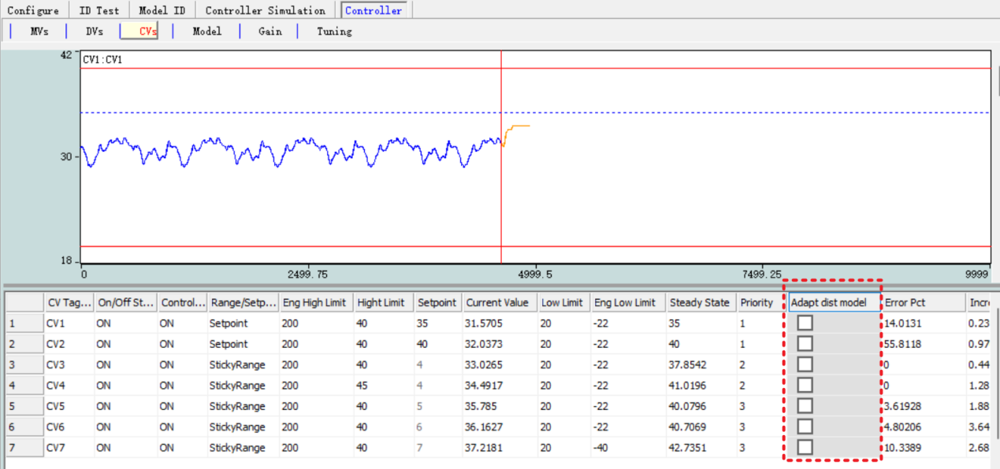 Configure ID Test Model ID Controller Simulation Controller
MVs DVs CVs Model Gain Tuning
42
CV1:CV1
30
18
0 2499.75 4999.5 7499.25 9999
CV Tag... On/Off St... Control... Range/Setp... Eng High Limit Hight Limit Setpoint Current Value Low Limit Eng Low Limit Steady State Priority Adapt dist model Error Pct Incr
1 CV1 ON ON Setpoint 200 40 35 31.5705 20 -22 35 1 14.0131 0.23
2 CV2 ON ON Setpoint 200 40 40 32.0373 20 -22 40 1 55.8118 0.97
3 CV3 ON ON StickyRange 200 40 4 33.0265 20 -22 37.8542 2 0 0.44
4 CV4 ON ON StickyRange 200 45 4 34.4917 20 -22 41.0196 2 0 1.28
5 CV5 ON ON StickyRange 200 40 5 35.785 20 -22 40.0796 3 3.61928 1.88
6 CV6 ON ON StickyRange 200 40 6 36.1627 20 -22 40.7069 3 4.80206 3.64
7 CV7 ON ON StickyRange 200 40 7 37.2181 20 -40 42.7351 3 10.3389 2.68